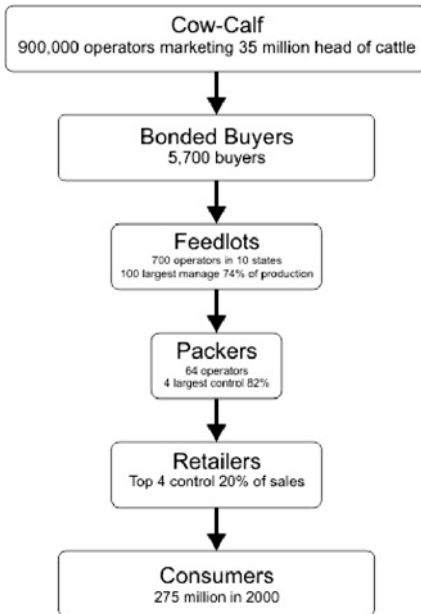 Cow-Calf
900,000 operators marketing 35 million head of cattle
Bonded Buyers
5,700 buyers
Feedlots
700 operators in 10 states
100 largest manage 74% of production
Packers
64 operators
4 largest control 82%
Retailers
Top 4 control 20% of sales
Consumers
275 million in 2000